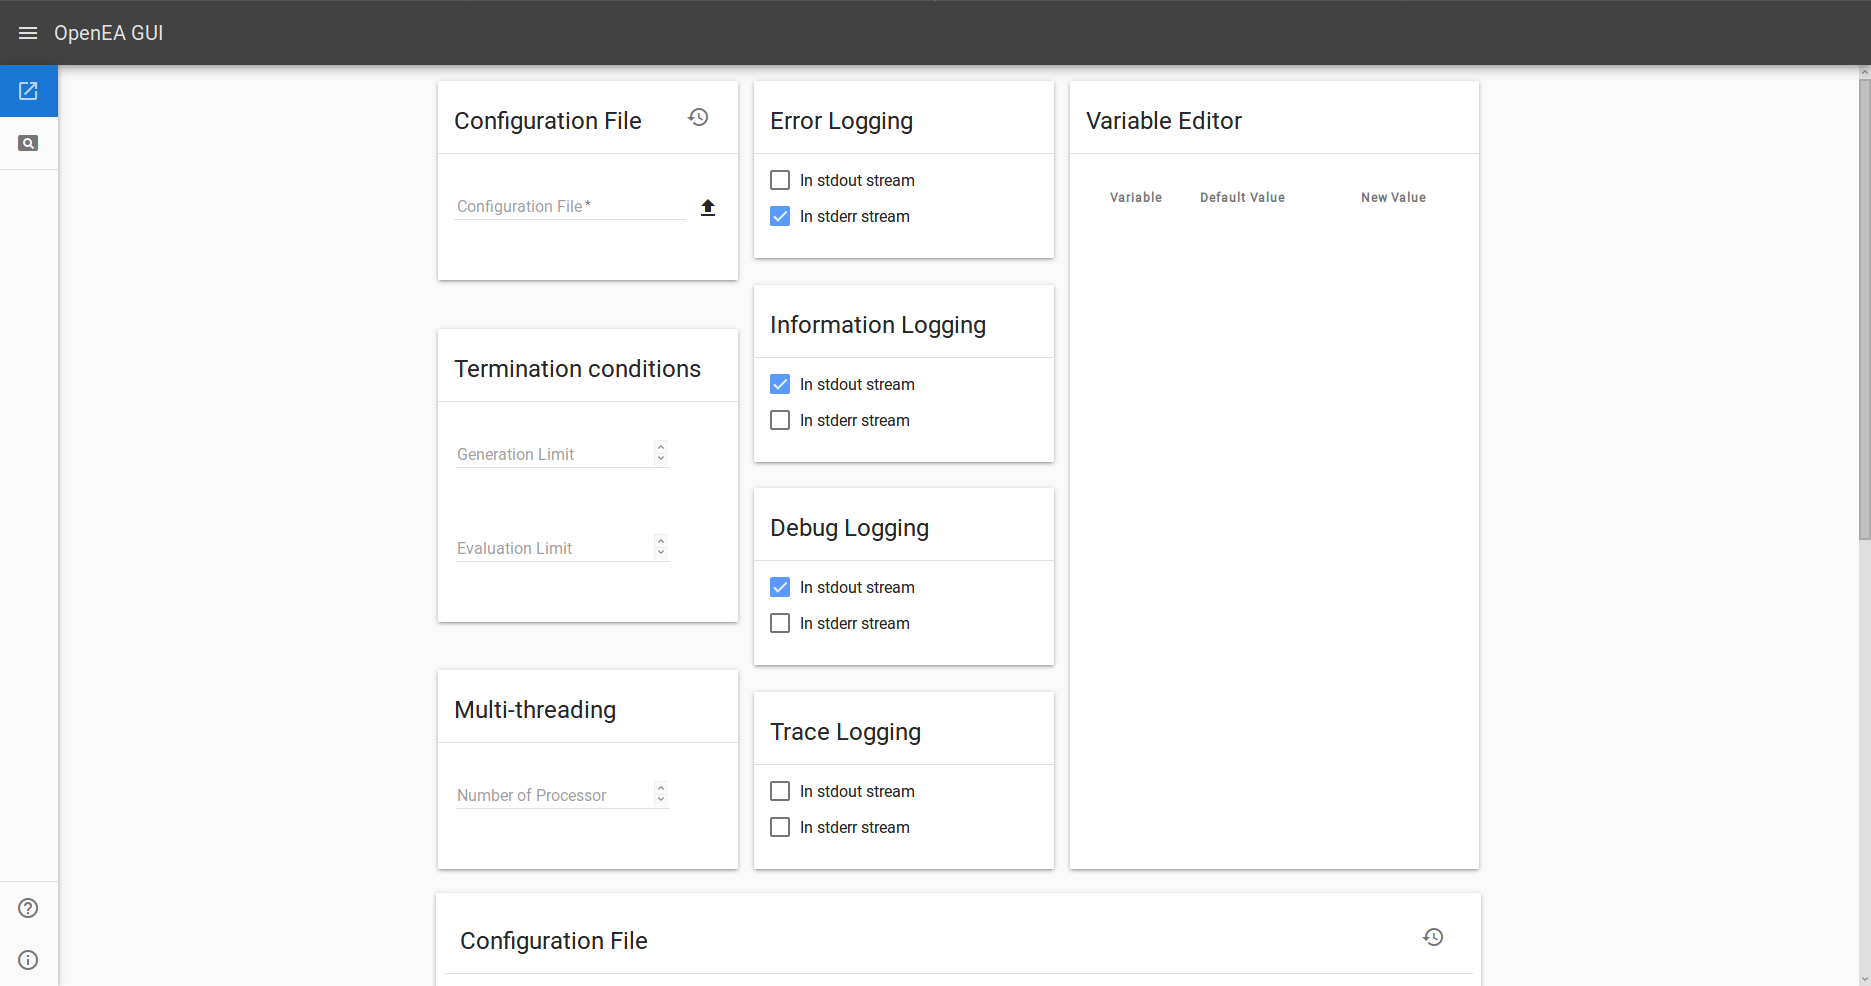 OpenEA GUI
Configuration File
Configuration File *
Termination conditions
Generation Limit
Evaluation Limit
Multi-threading
Number of Processor
Error Logging
In stdout stream
In stderr stream
Information Logging
In stdout stream
In stderr stream
Debug Logging
In stdout stream
In stderr stream
Trace Logging
In stdout stream
In stderr stream
Variable Editor
Variable Default Value New Value
Configuration File